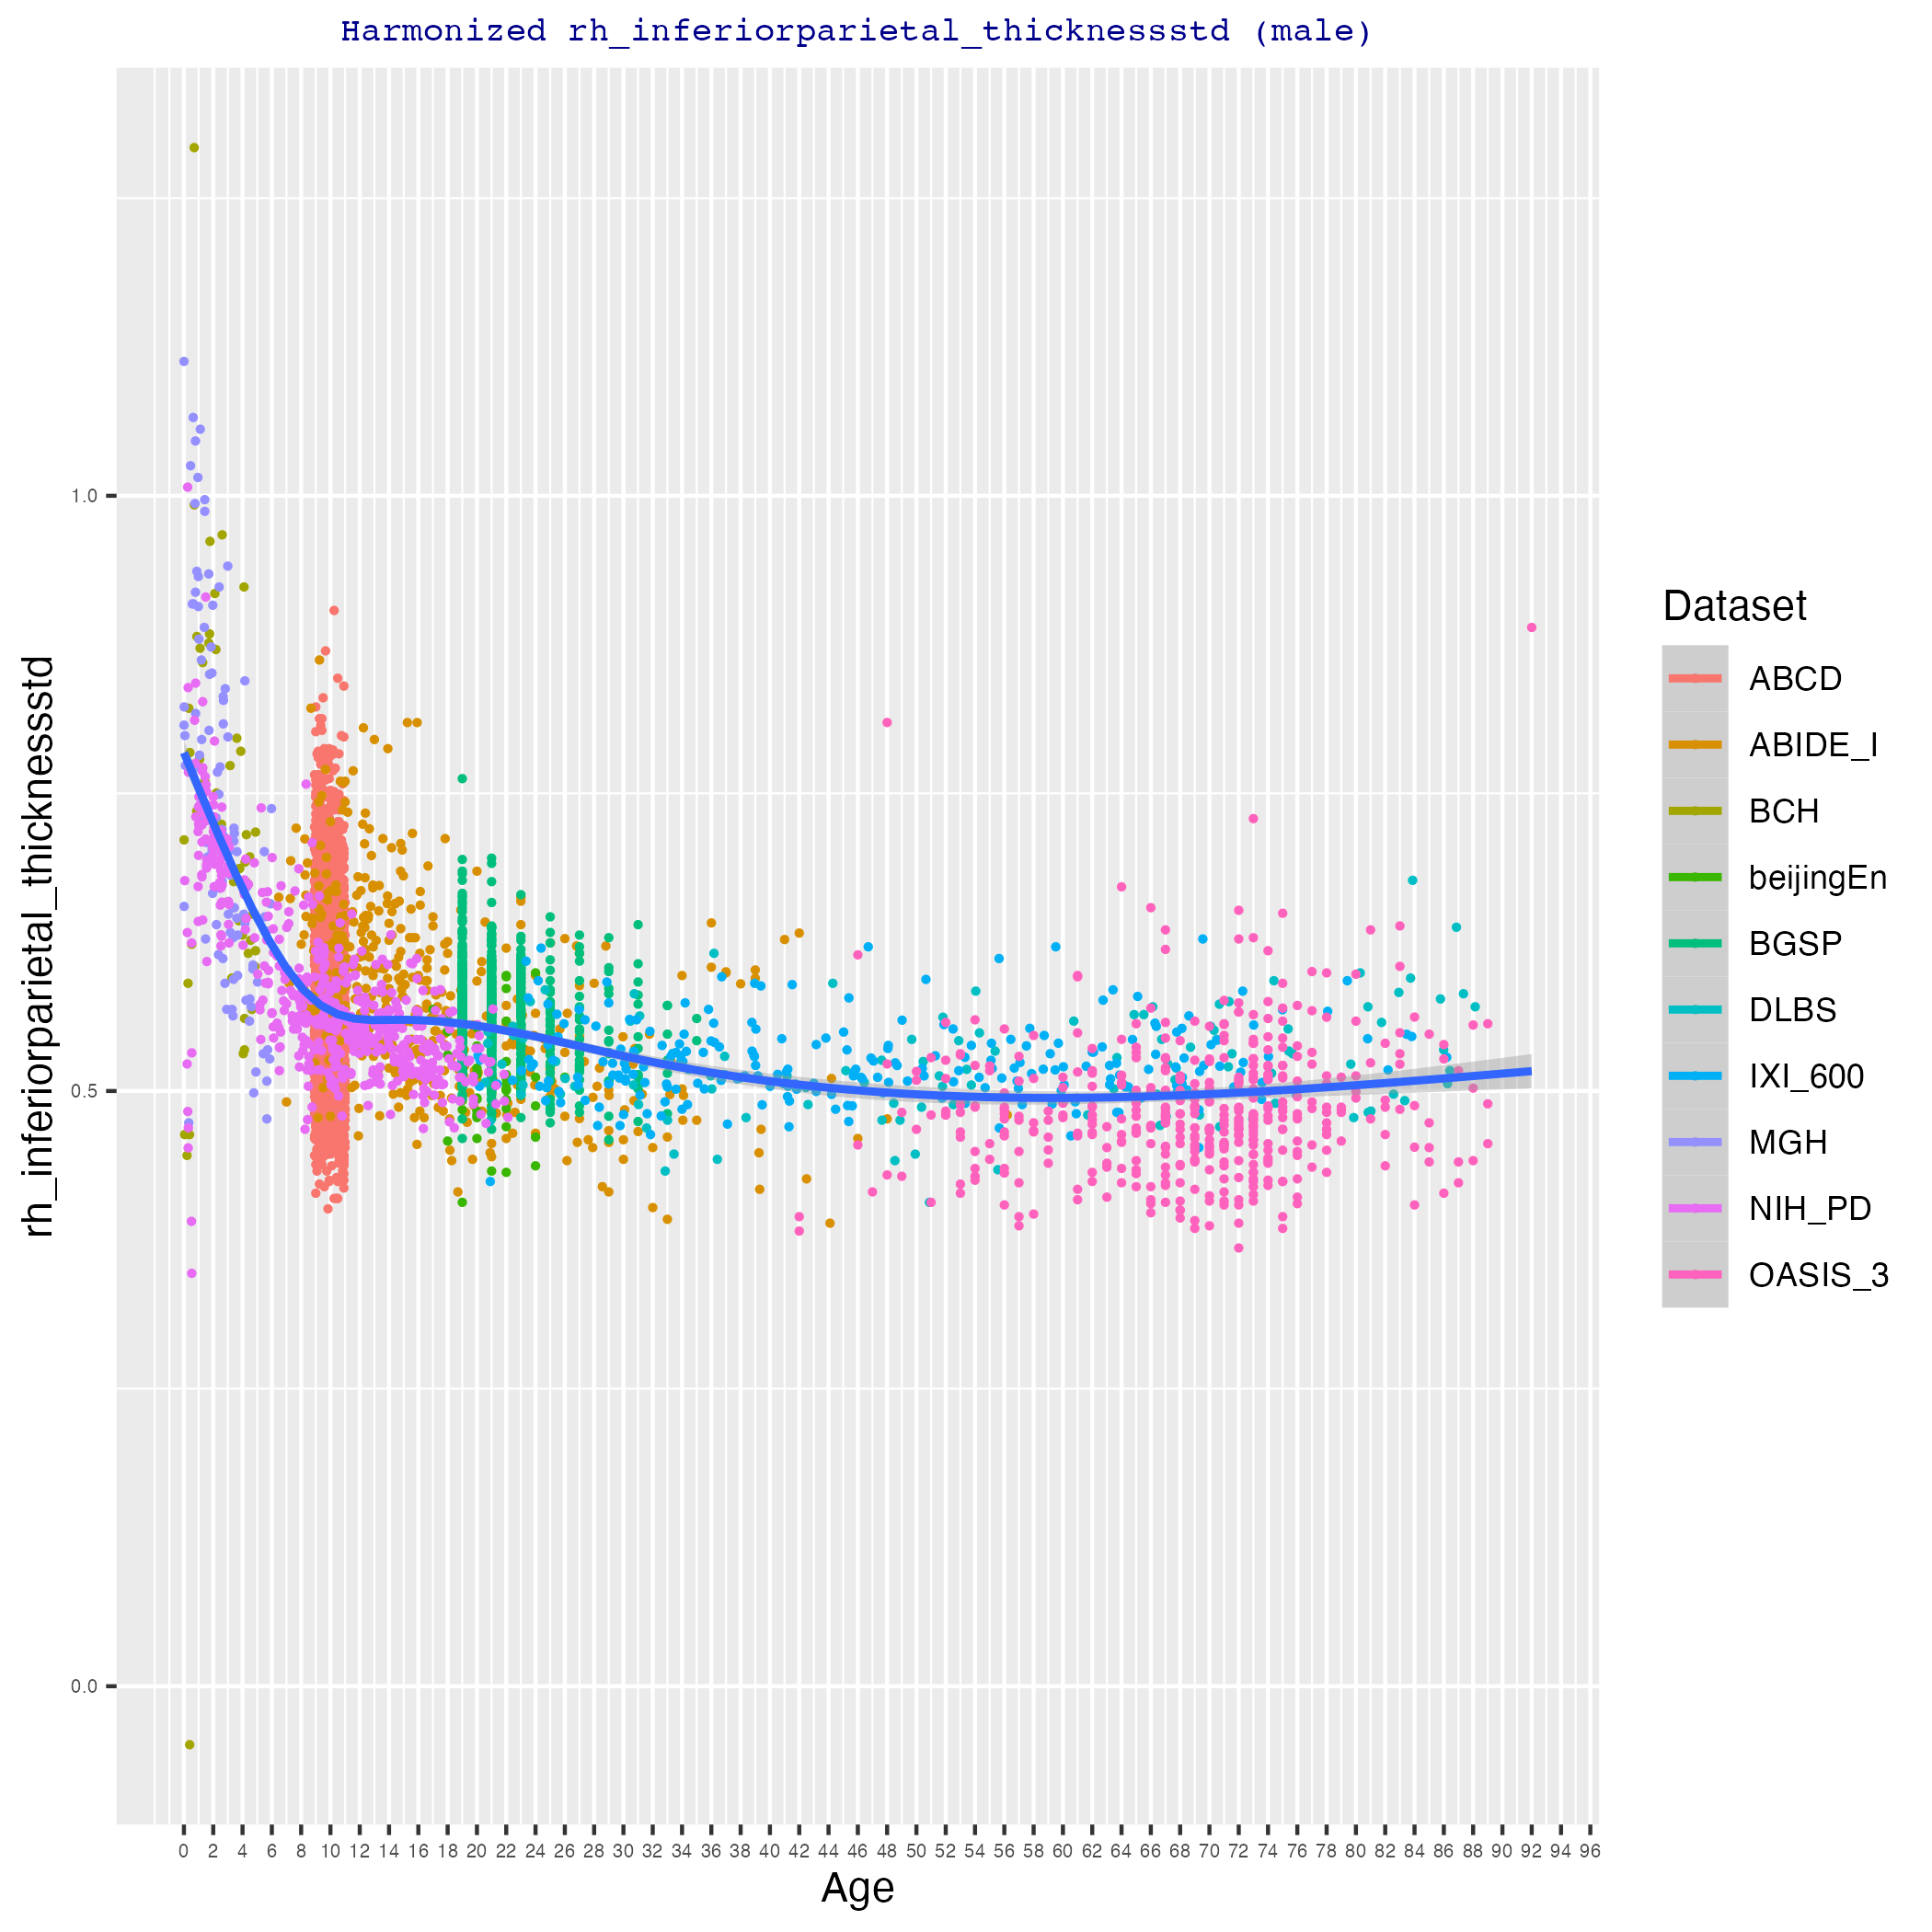 Harmonized rh_inferiorparietal_thicknessstd (male)
rh_inferiorparietal_thicknessstd
1.0
0.5
0.0
0 2 4 6 8 10 12 14 16 18 20 22 24 26 28 30 32 34 36 38 40 42 44 46 48 50 52 54 56 58 60 62 64 66 68 70 72 74 76 78 80 82 84 86 88 90 92 94 96
Age
Dataset
ABCD
ABIDE_I
BCH
beijingEn
BGSP
DLBS
IXI_600
MGH
NIH_PD
OASIS_3